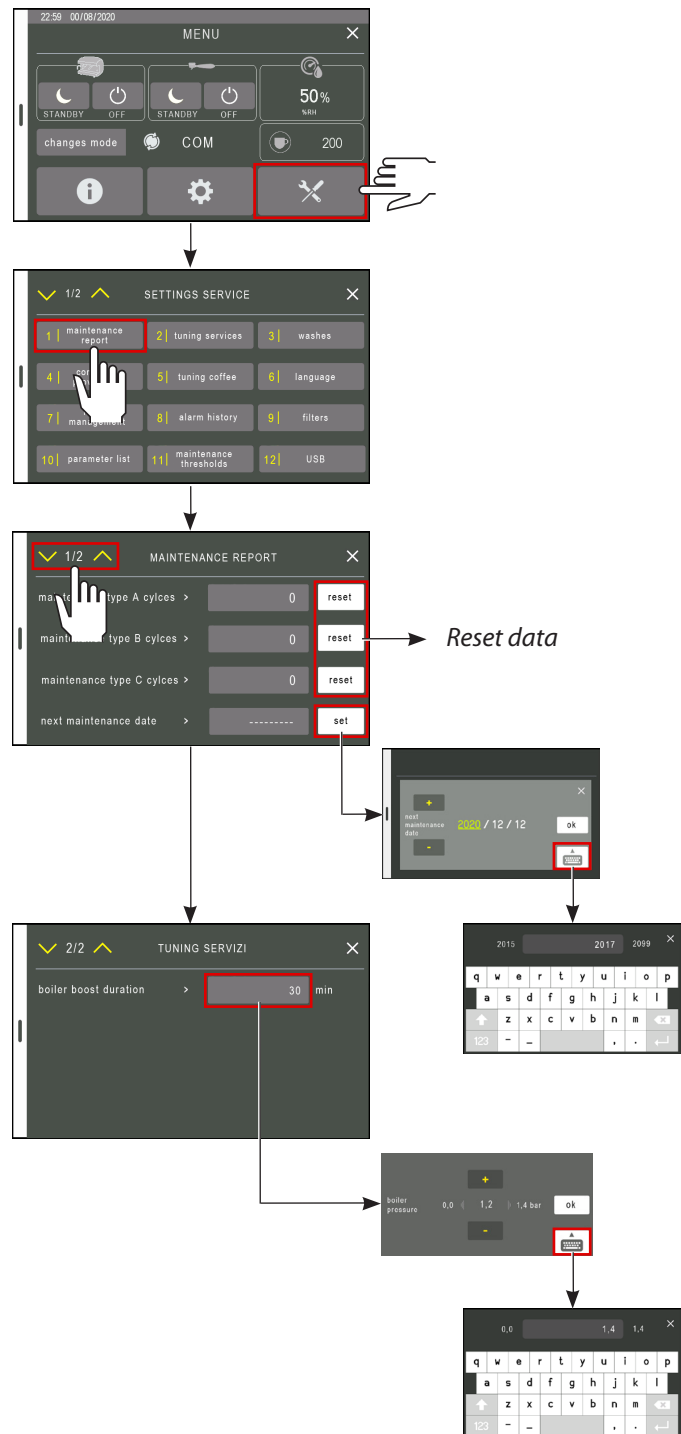 22:59 00/08/2020
MENU
STANDBY OFF STANDBY OFF
50%
%RH
changes mode COM 200
1/2 SETTINGS SERVICE
1| maintenance report 2| tuning services 3| washes
4| 5| tuning coffee 6| language
7| management 8| alarm history 9| filters
10| parameter list 11| maintenance thresholds 12| USB
1/2 MAINTENANCE REPORT
type A cylces > 0 reset
type B cylces > 0 reset
Reset data
maintenance type C cylces > 0 reset
next maintenance date > --------- set
+
next
maintenance
date
2020 / 12 / 12 ok
-
2/2 TUNING SERVIZI
boiler boost duration > 30 min
2015 2017 2099
q w e r t y u i o p
a s d f g h j k l
z x c v b n m
123 - _ , .
+
boiler
pressure
0,0 1,2 1,4 bar ok
-
0,0 1,4 1,4
q w e r t y u i o p
a s d f g h j k l
z x c v b n m
123 - _ , .